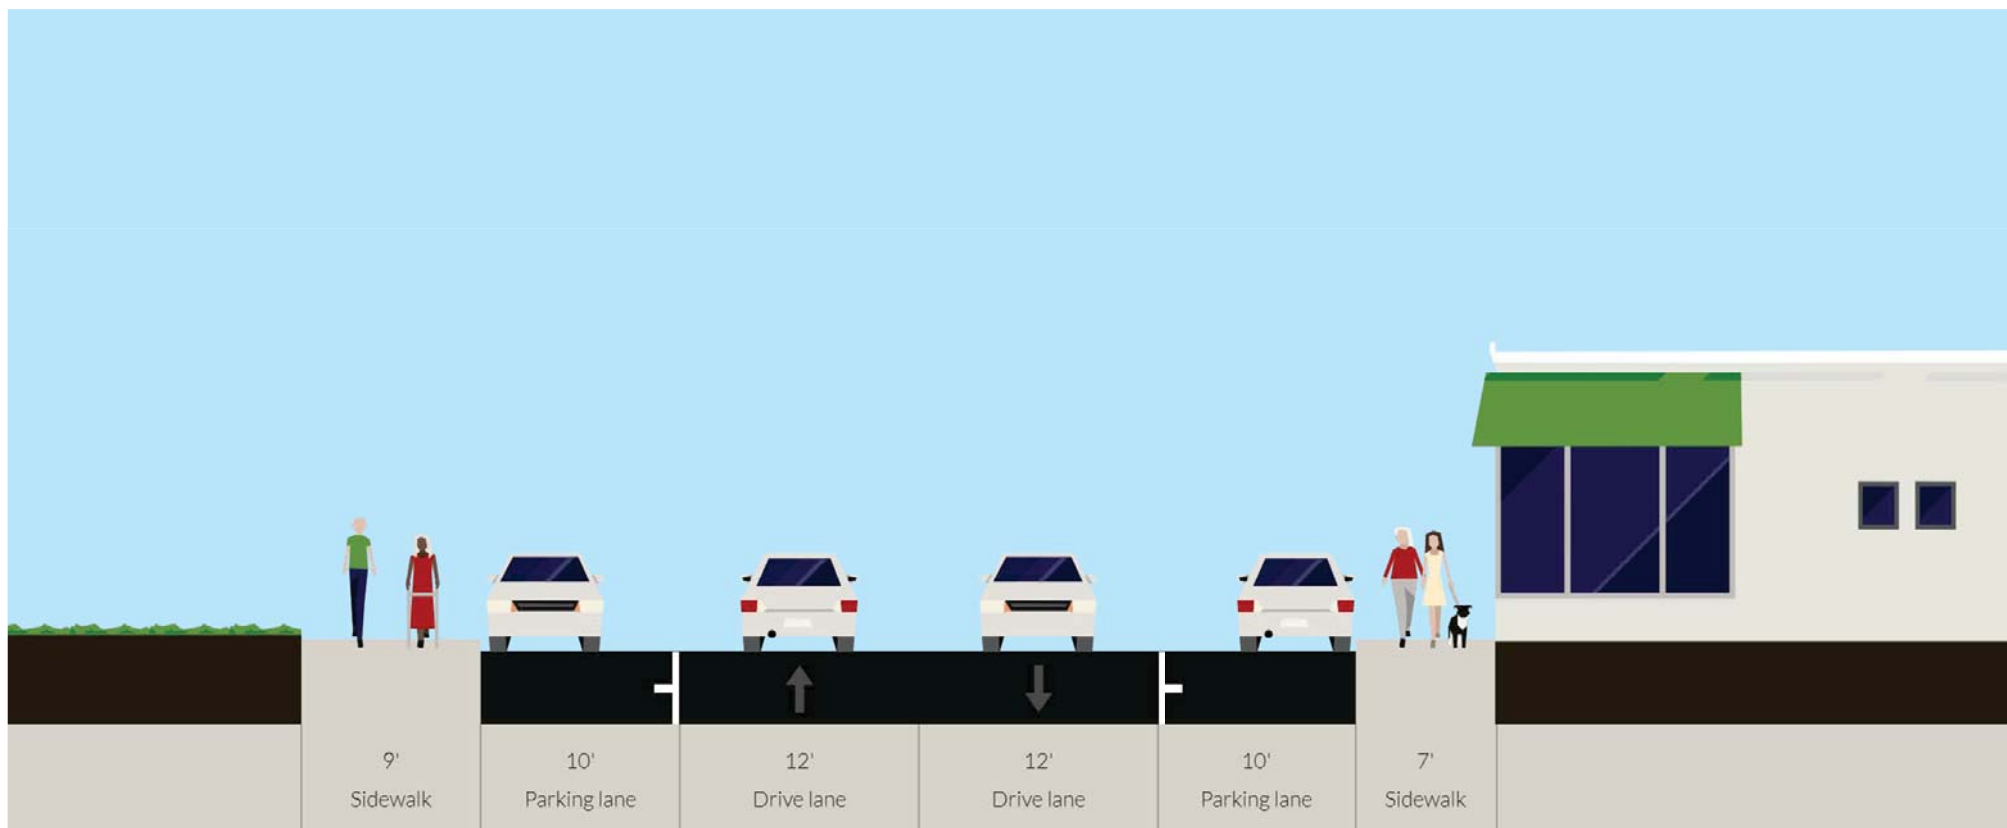 9'
Sidewalk
10'
Parking lane
12'
Drive lane
12'
Drive lane
10'
Parking lane
7'
Sidewalk